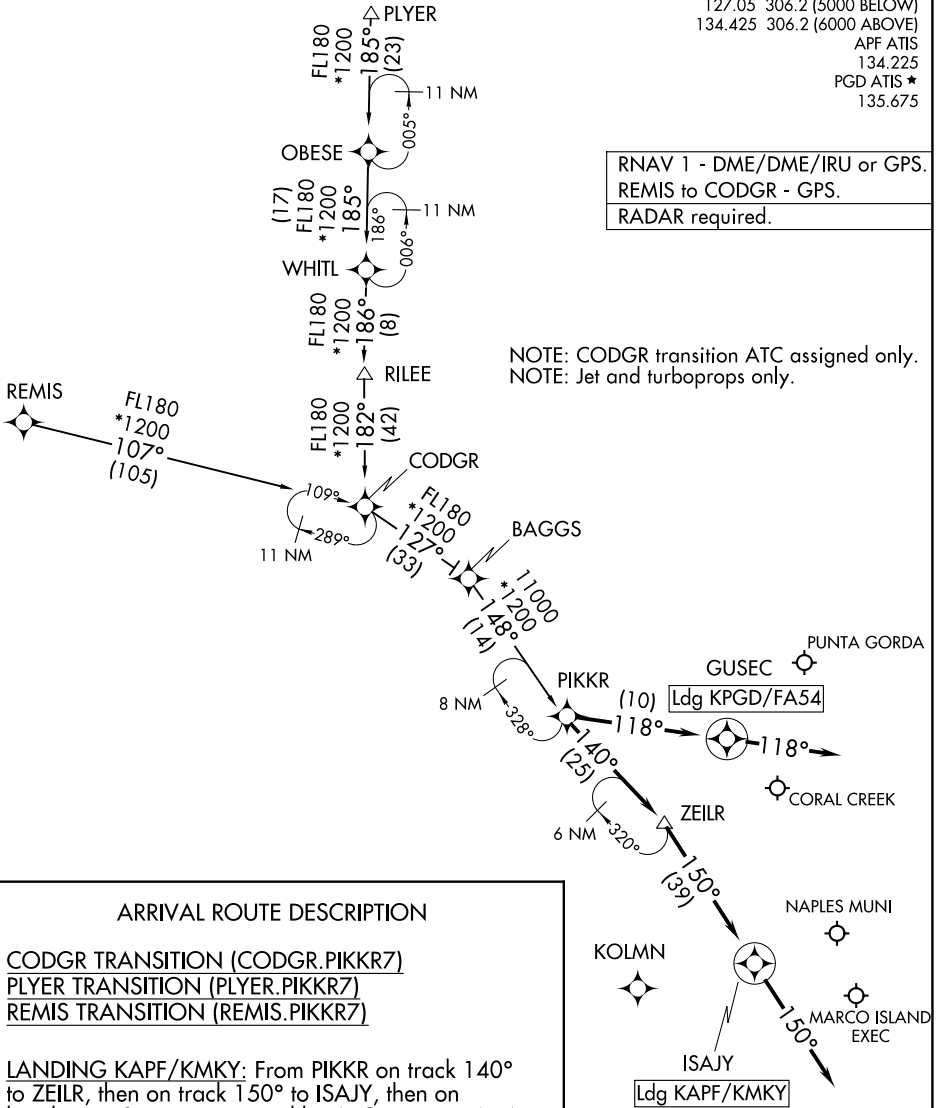 127.05 306.2 (5000 BELOW)
134.425 306.2 (6000 ABOVE)
APF ATIS
134.225
PGD ATIS ★
135.675
PLYER
FL180
*1200
185°
(23)
11 NM
005°
OBESE
RNAV 1 - DME/DME/IRU or GPS.
REMIS to CODGR - GPS.
RADAR required.
(17)
FL180
*1200
185°
186°
11 NM
006°
WHITL
FL180
*1200
186°
(8)
NOTE: CODGR transition ATC assigned only.
NOTE: Jet and turboprops only.
RILEE
REMIS
FL180
*1200
107°
(105)
FL180
*1200
182°
(42)
CODGR
109°
289°
11 NM
FL180
*1200
127°
(33)
BAGGS
11000
*1200
148°
(14)
PUNTA GORDA
GUSEC
Ldg KPGD/FA54
PIKKR
8 NM
328°
(10)
118°
118°
140°
(25)
CORAL CREEK
ZEILR
6 NM
320°
150°
(39)
NAPLES MUNI
KOLMN
MARCO ISLAND
EXEC
150°
ISAJY
Ldg KAPF/KMKY
ARRIVAL ROUTE DESCRIPTION
CODGR TRANSITION (CODGR.PIKKR7)
PLYER TRANSITION (PLYER.PIKKR7)
REMIS TRANSITION (REMIS.PIKKR7)
LANDING KAPF/KMKY: From PIKKR on track 140°
to ZEILR, then on track 150° to ISAJY, then on